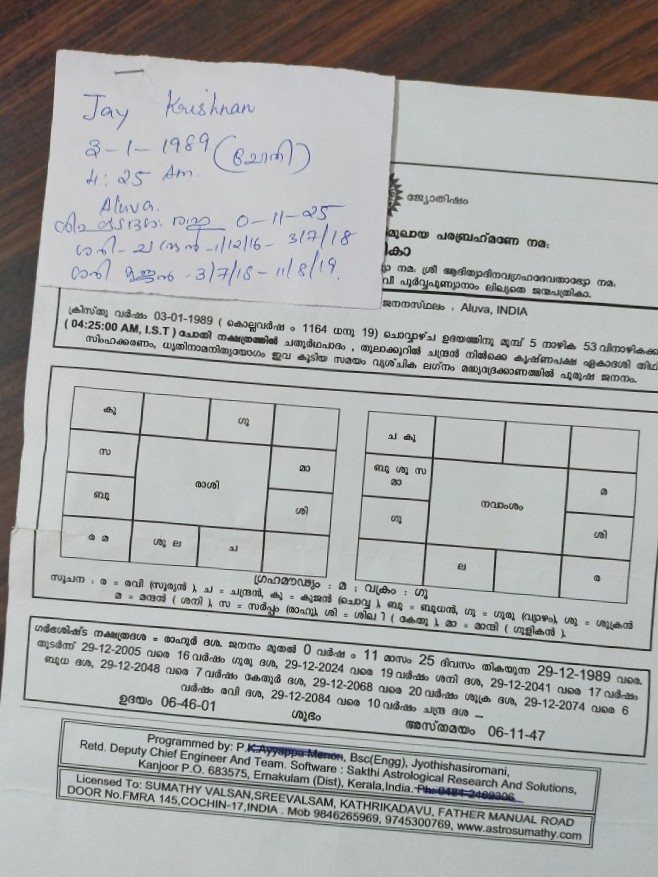 Jay Krishnan
3-1-1989 (ചോതി)
4:25 Am.
Aluva.
0-11-25
ശനി-ചന്ദ്രൻ-1/12/16-3/7/18
ശനി കുജൻ-3/7/18-11/8/19.
ജ്യോതിഷം
മുഖായ പരബ്രഹ്മണേ നമ:
നമ: ശ്രീ ആദിത്യാദിനവഗ്രഹദേവതാഭ്യോ നമ:
പൂർവ്വപുണ്യാനാം ലിഖ്യതെ ജന്മപത്രികാ.
ജനനസ്ഥലം : Aluva, INDIA
ക്രിസ്തു വർഷം 03-01-1989 ( കൊല്ലവർഷ ം 1164 ധനു 19) ചൊവ്വാഴ്ച ഉദയത്തിനു മുമ്പ് 5 നാഴിക 53 വിനാഴികക്ക്
( 04:25:00 AM, I.S.T ) ചോതി നക്ഷത്രത്തിൽ ചതുർഥപാദം , തുലാക്കൂറിൽ ചന്ദ്രൻ നിൽക്കെ കൃഷ്ണപക്ഷ ഏകാദശി തിഥി
സിംഹക്കരണം, ധൃതിനാമനിത്യയോഗം ഇവ കൂടിയ സമയം വൃശ്ചിക ലഗ്നം മദ്ധ്യദ്രേക്കാണത്തിൽ പുരുഷ ജനനം.
കു ഗു
സ മാ
രാശി
ബു ശി
ര മ ശു ല ച
ച കു
ബു ശു സ മാ മ
നവാംശം
ഗു ശി
ല ര
ഗ്രഹമൗഢ്യം : മ ; വക്രം : ഗു
സൂചന : ര = രവി (സൂര്യൻ ), ച = ചന്ദ്രൻ, കു = കുജൻ (ചൊവ്വ ), ബു = ബുധൻ, ഗു = ഗുരു (വ്യാഴം), ശു = ശുക്രൻ
മ = മന്ദൻ ( ശനി ), സ = സർപ്പം (രാഹു), ശി = ശിഖി ( കേതു ), മാ = മാന്ദി ( ഗുളികൻ ).
ഗർഭശിഷ്ട നക്ഷത്രദശ = രാഹുർ ദശ. ജനനം മുതൽ 0 വർഷ ം 11 മാസം 25 ദിവസം തികയുന്ന 29-12-1989 വരെ.
തുടർന്ന് 29-12-2005 വരെ 16 വർഷം ഗുരു ദശ, 29-12-2024 വരെ 19 വർഷം ശനി ദശ, 29-12-2041 വരെ 17 വർഷം
ബുധ ദശ, 29-12-2048 വരെ 7 വർഷം കേതുർ ദശ, 29-12-2068 വരെ 20 വർഷം ശുക്ര ദശ, 29-12-2074 വരെ 6
വർഷം രവി ദശ, 29-12-2084 വരെ 10 വർഷം ചന്ദ്ര ദശ ---
ഉദയം 06-46-01 ശുഭം അസ്തമയം 06-11-47
Programmed by: P.K.Ayyappa Menon, Bsc(Engg), Jyothishasiromani,
Retd. Deputy Chief Engineer And Team. Software : Sakthi Astrological Research And Solutions,
Kanjoor P.O. 683575, Ernakulam (Dist), Kerala,India. Ph: 0484-2469306
Licensed To: SUMATHY VALSAN,SREEVALSAM, KATHRIKADAVU, FATHER MANUAL ROAD
DOOR No.FMRA 145,COCHIN-17,INDIA . Mob 9846265969, 9745300769, www.astrosumathy.com